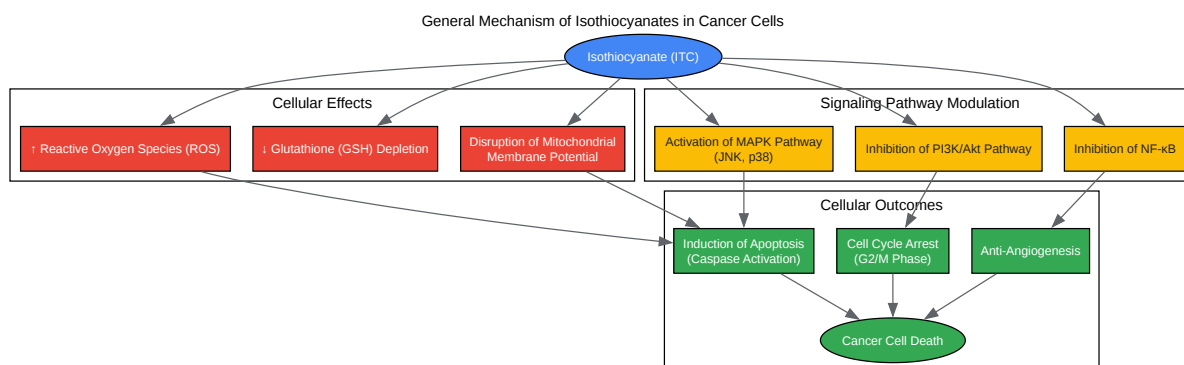 General Mechanism of Isothiocyanates in Cancer Cells
Isothiocyanate (ITC)
Cellular Effects
↑ Reactive Oxygen Species (ROS)
↓ Glutathione (GSH) Depletion
Disruption of Mitochondrial
Membrane Potential
Signaling Pathway Modulation
Activation of MAPK Pathway
(JNK, p38)
Inhibition of PI3K/Akt Pathway
Inhibition of NF-κB
Cellular Outcomes
Induction of Apoptosis
(Caspase Activation)
Cell Cycle Arrest
(G2/M Phase)
Anti-Angiogenesis
Cancer Cell Death